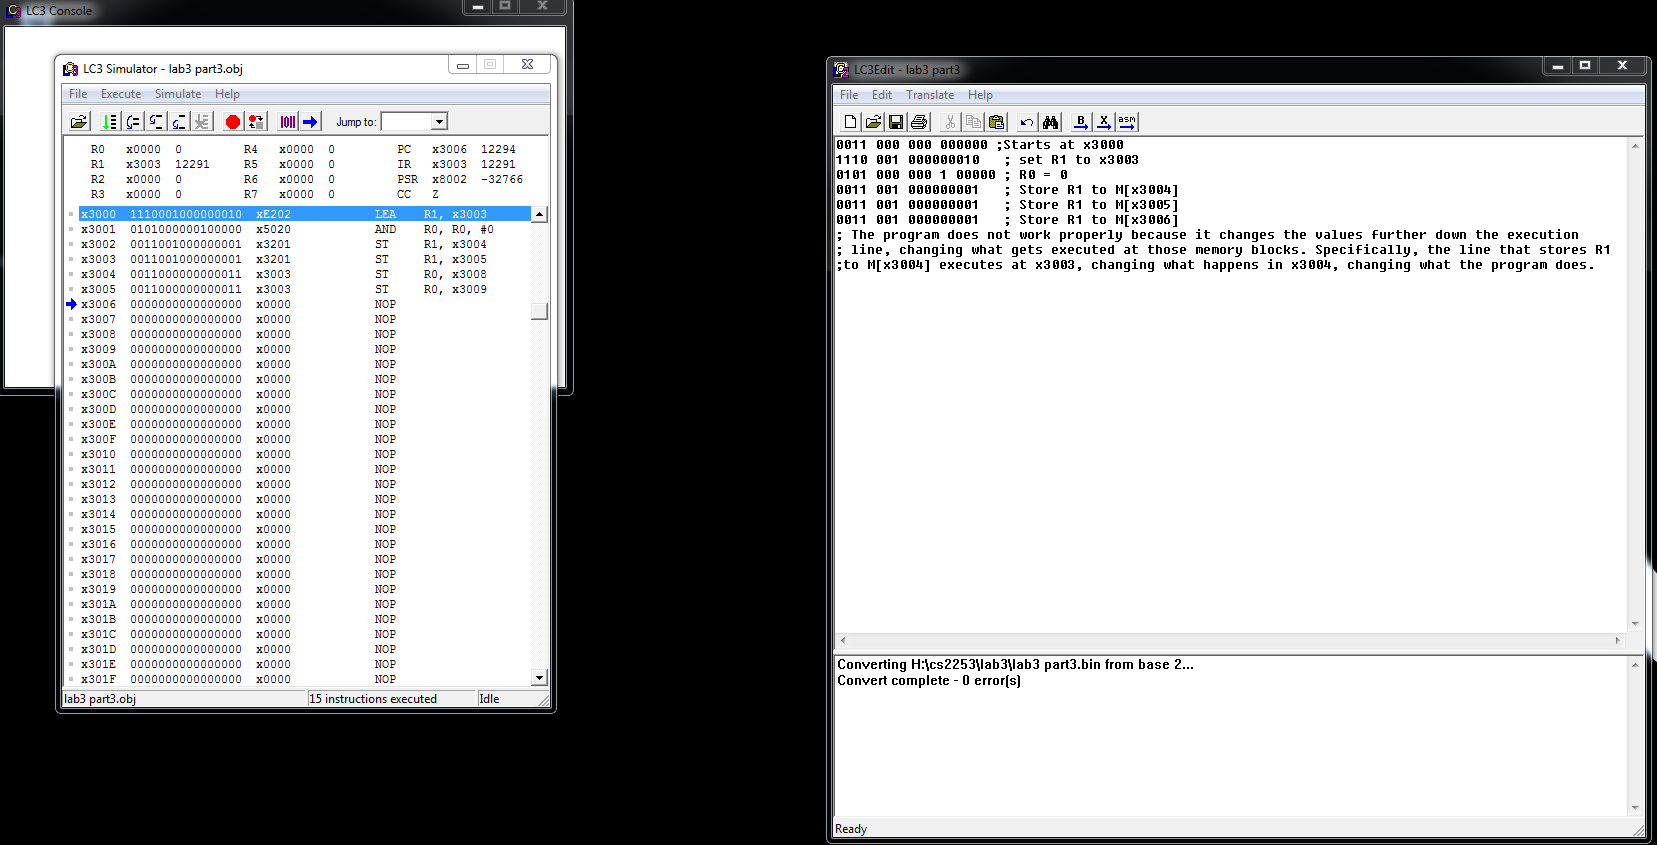 LC3 Console
LC3 Simulator - lab3 part3.obj
File Execute Simulate Help
Jump to:
R0 x0000 0 R4 x0000 0 PC x3006 12294
R1 x3003 12291 R5 x0000 0 IR x3003 12291
R2 x0000 0 R6 x0000 0 PSR x8002 -32766
R3 x0000 0 R7 x0000 0 CC Z
x3000 1110001000000010 xE202 LEA R1, x3003
x3001 0101000000100000 x5020 AND R0, R0, #0
x3002 0011001000000001 x3201 ST R1, x3004
x3003 0011001000000001 x3201 ST R1, x3005
x3004 0011000000000011 x3003 ST R0, x3008
x3005 0011000000000011 x3003 ST R0, x3009
x3006 0000000000000000 x0000 NOP
x3007 0000000000000000 x0000 NOP
x3008 0000000000000000 x0000 NOP
x3009 0000000000000000 x0000 NOP
x300A 0000000000000000 x0000 NOP
x300B 0000000000000000 x0000 NOP
x300C 0000000000000000 x0000 NOP
x300D 0000000000000000 x0000 NOP
x300E 0000000000000000 x0000 NOP
x300F 0000000000000000 x0000 NOP
x3010 0000000000000000 x0000 NOP
x3011 0000000000000000 x0000 NOP
x3012 0000000000000000 x0000 NOP
x3013 0000000000000000 x0000 NOP
x3014 0000000000000000 x0000 NOP
x3015 0000000000000000 x0000 NOP
x3016 0000000000000000 x0000 NOP
x3017 0000000000000000 x0000 NOP
x3018 0000000000000000 x0000 NOP
x3019 0000000000000000 x0000 NOP
x301A 0000000000000000 x0000 NOP
x301B 0000000000000000 x0000 NOP
x301C 0000000000000000 x0000 NOP
x301D 0000000000000000 x0000 NOP
x301E 0000000000000000 x0000 NOP
x301F 0000000000000000 x0000 NOP
lab3 part3.obj 15 instructions executed Idle
LC3Edit - lab3 part3
File Edit Translate Help
B X asm
0011 000 000 000000 ;Starts at x3000
1110 001 000000010 ; set R1 to x3003
0101 000 000 1 00000 ; R0 = 0
0011 001 000000001 ; Store R1 to M[x3004]
0011 001 000000001 ; Store R1 to M[x3005]
0011 001 000000001 ; Store R1 to M[x3006]
; The program does not work properly because it changes the values further down the execution
; line, changing what gets executed at those memory blocks. Specifically, the line that stores R1
;to M[x3004] executes at x3003, changing what happens in x3004, changing what the program does.
Converting H:\cs2253\lab3\lab3 part3.bin from base 2...
Convert complete - 0 error(s)
Ready